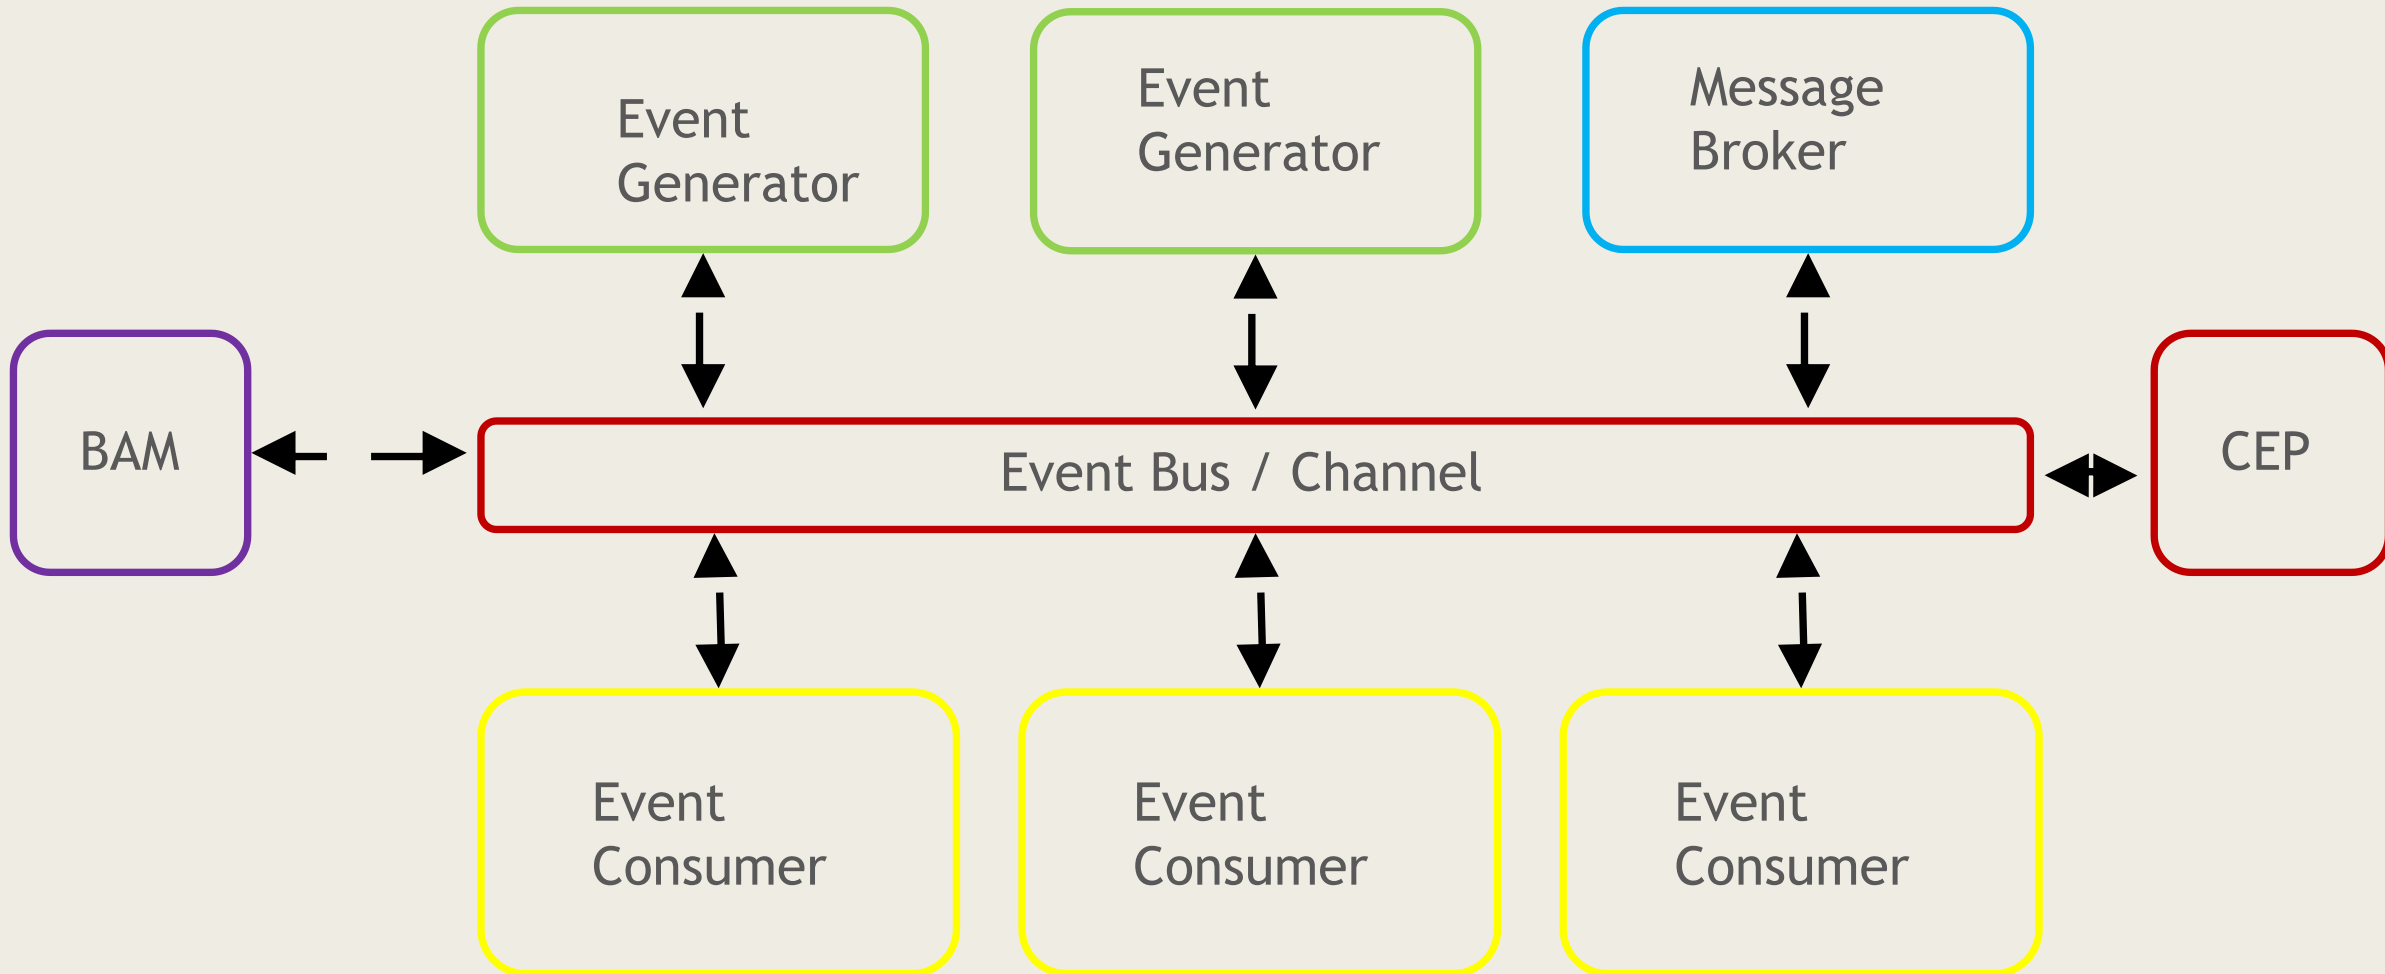 Event
Generator
Event
Generator
Message
Broker
BAM
Event Bus / Channel
CEP
Event
Consumer
Event
Consumer
Event
Consumer